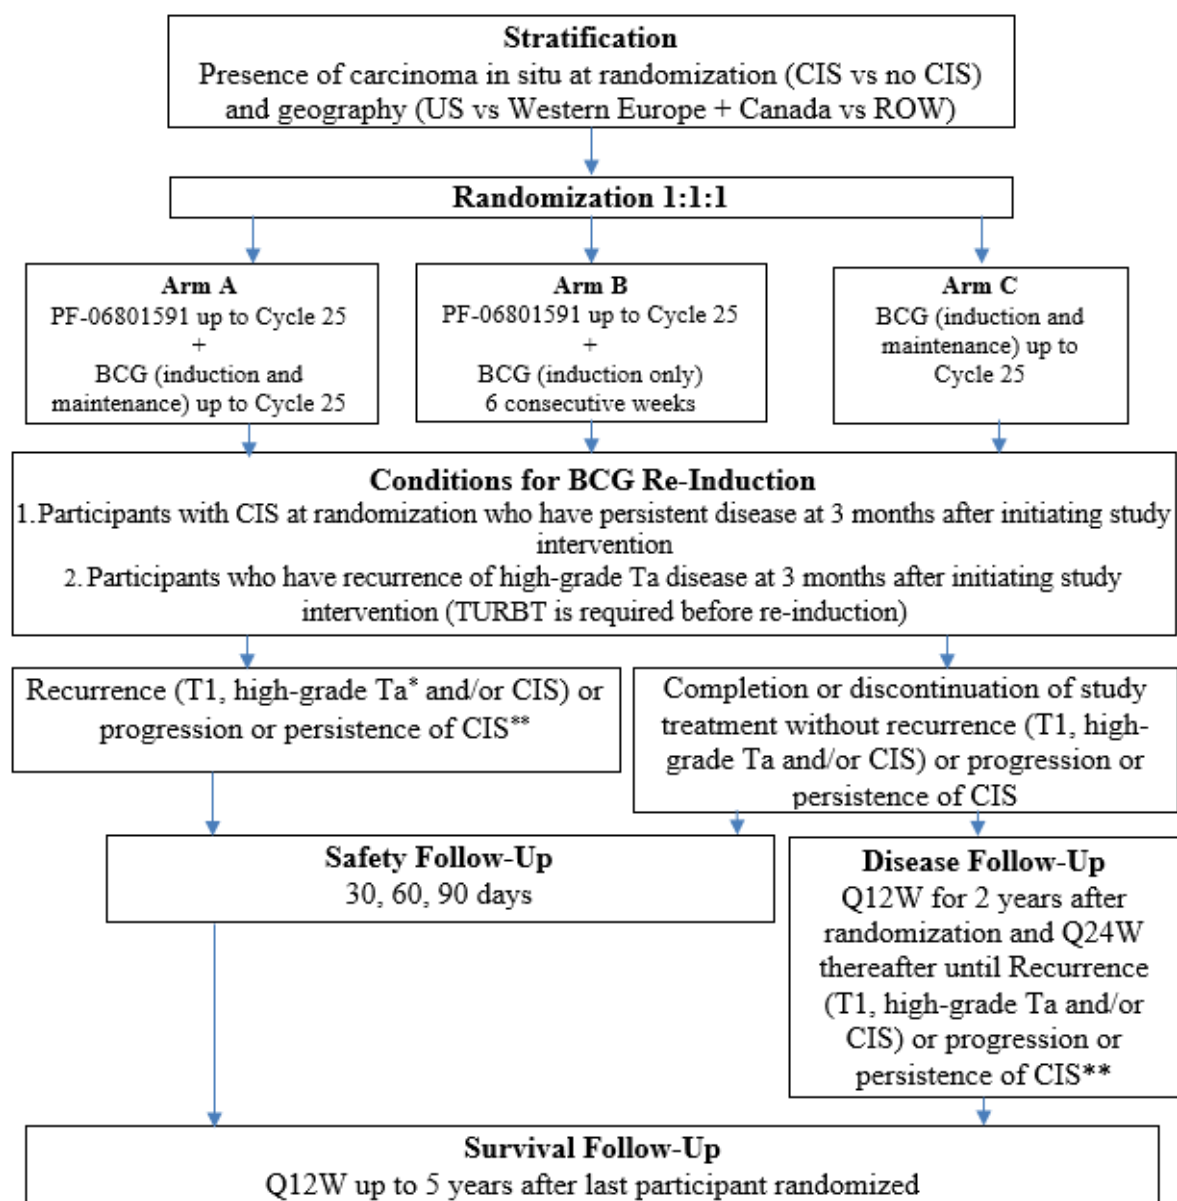 Stratification
Presence of carcinoma in situ at randomization (CIS vs no CIS)
and geography (US vs Western Europe + Canada vs ROW)
Randomization 1:1:1
Arm A
PF-06801591 up to Cycle 25
+
BCG (induction and
maintenance) up to Cycle 25
Arm B
PF-06801591 up to Cycle 25
+
BCG (induction only)
6 consecutive weeks
Arm C
BCG (induction and
maintenance) up to
Cycle 25
Conditions for BCG Re-Induction
1. Participants with CIS at randomization who have persistent disease at 3 months after initiating study
intervention
2. Participants who have recurrence of high-grade Ta disease at 3 months after initiating study
intervention (TURBT is required before re-induction)
Recurrence (T1, high-grade Ta* and/or CIS) or
progression or persistence of CIS**
Completion or discontinuation of study
treatment without recurrence (T1, high-
grade Ta and/or CIS) or progression or
persistence of CIS
Safety Follow-Up
30, 60, 90 days
Disease Follow-Up
Q12W for 2 years after
randomization and Q24W
thereafter until Recurrence
(T1, high-grade Ta and/or
CIS) or progression or
persistence of CIS**
Survival Follow-Up
Q12W up to 5 years after last participant randomized